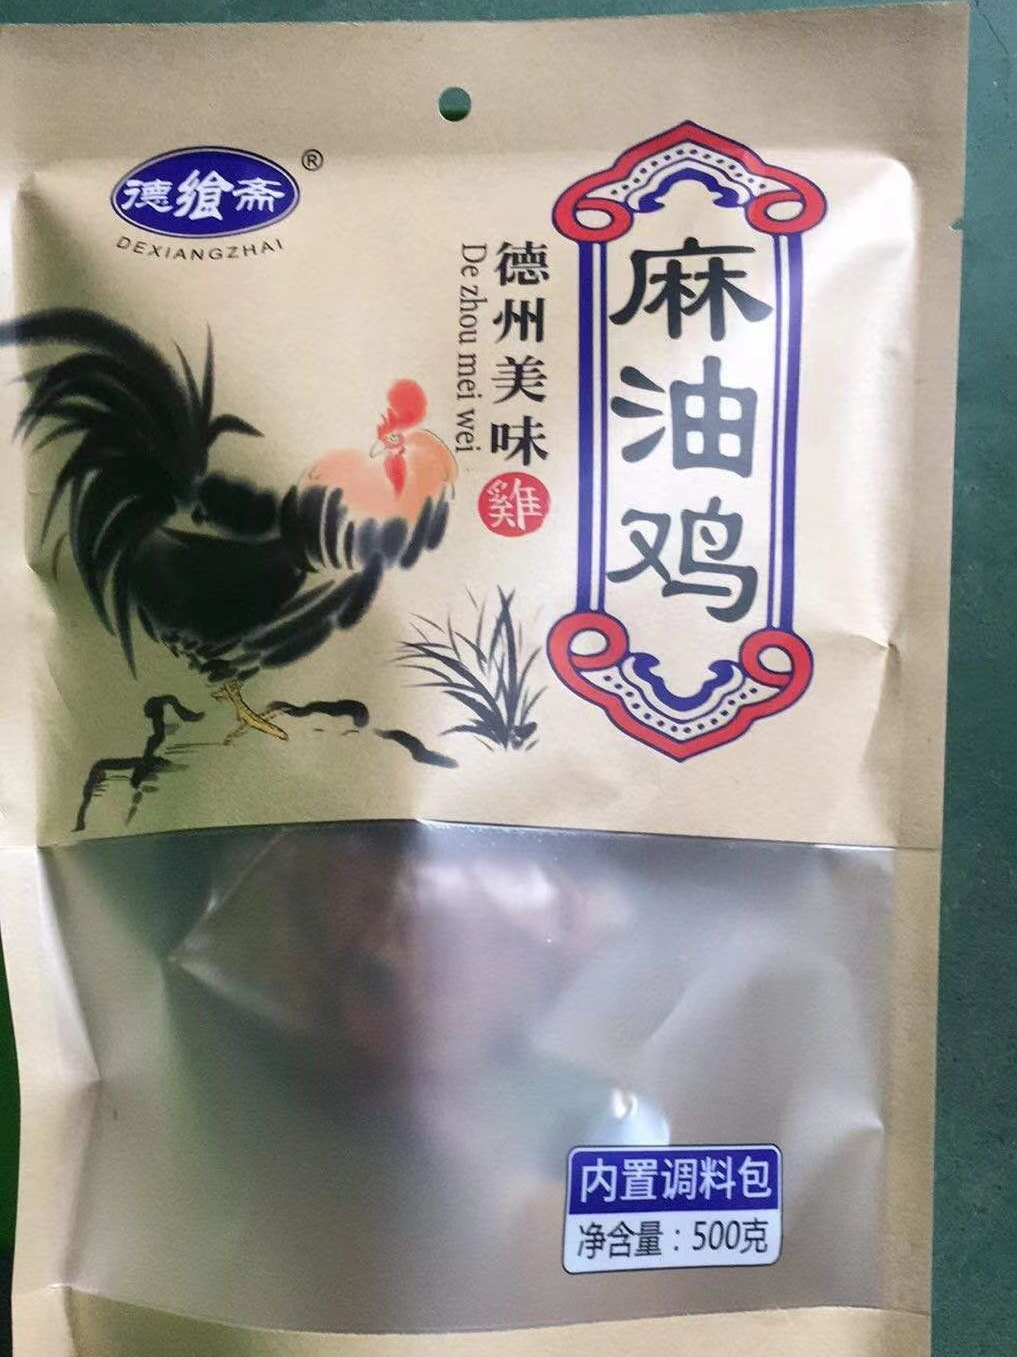 德飨斋®
DEXIANGZHAI
麻油鸡
德州美味
De zhou mei wei
雞
内置调料包
净含量：500克